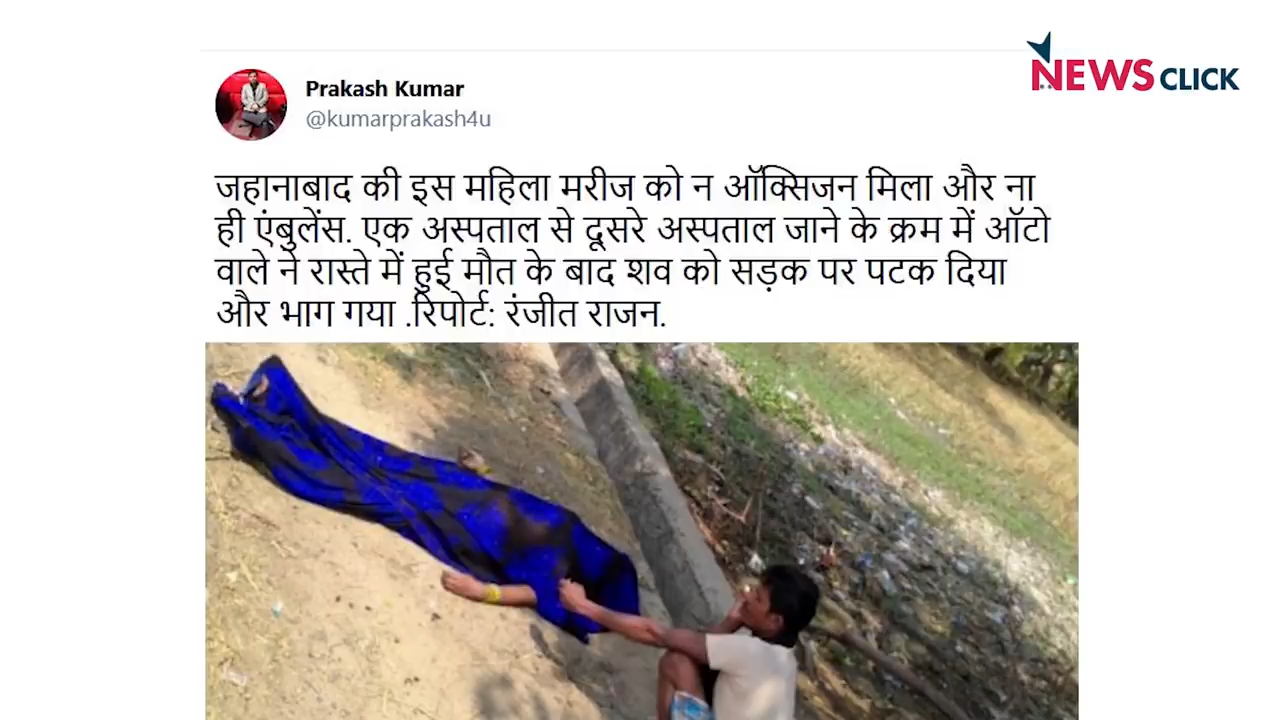 NEWS CLICK
Prakash Kumar
@kumarprakash4u
जहानाबाद की इस महिला मरीज को न ऑक्सिजन मिला और ना
ही एंबुलेंस. एक अस्पताल से दूसरे अस्पताल जाने के क्रम में ऑटो
वाले ने रास्ते में हुई मौत के बाद शव को सड़क पर पटक दिया
और भाग गया .रिपोर्ट: रंजीत राजन.